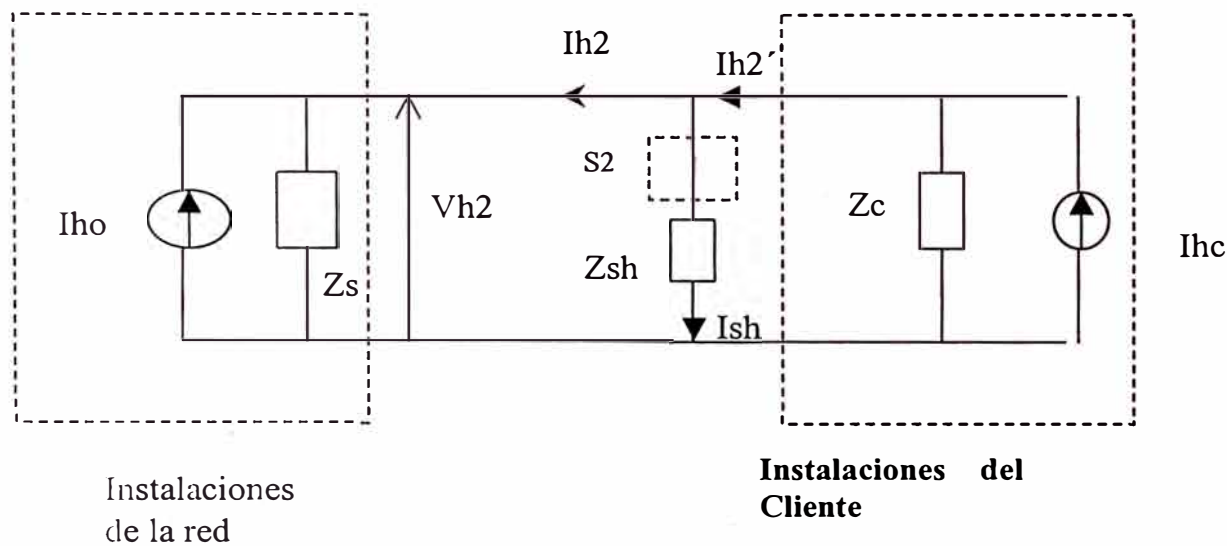 Ih2
Ih2´
S2
Iho
Vh2
Zc
Zsh
Ihc
Zs
Ish
Instalaciones
de la red
Instalaciones del
Cliente